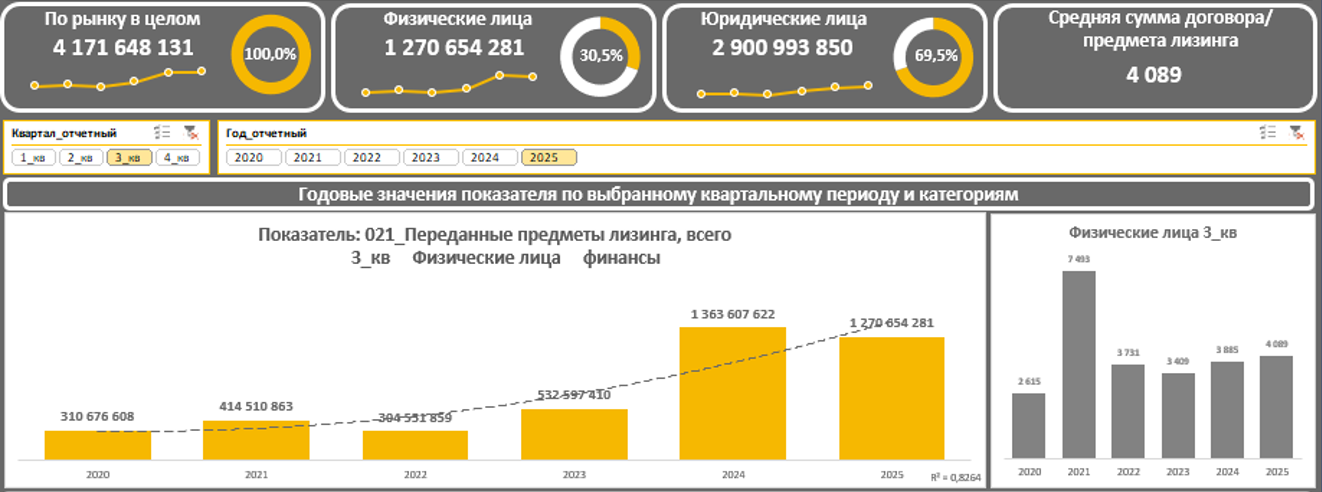 По рынку в целом
4 171 648 131
100,0%
Физические лица
1 270 654 281
30,5%
Юридические лица
2 900 993 850
69,5%
Средняя сумма договора/
предмета лизинга
4 089
Квартал_отчетный
1_кв 2_кв 3_кв 4_кв
Год_отчетный
2020 2021 2022 2023 2024 2025
Годовые значения показателя по выбранному квартальному периоду и категориям
Показатель: 021_Переданные предметы лизинга, всего
3_кв Физические лица финансы
310 676 608
414 510 863
304 551 859
532 597 410
1 363 607 622
1 270 654 281
2020 2021 2022 2023 2024 2025
R² = 0,8264
Физические лица 3_кв
2 615
7 493
3 731
3 409
3 885
4 089
2020 2021 2022 2023 2024 2025